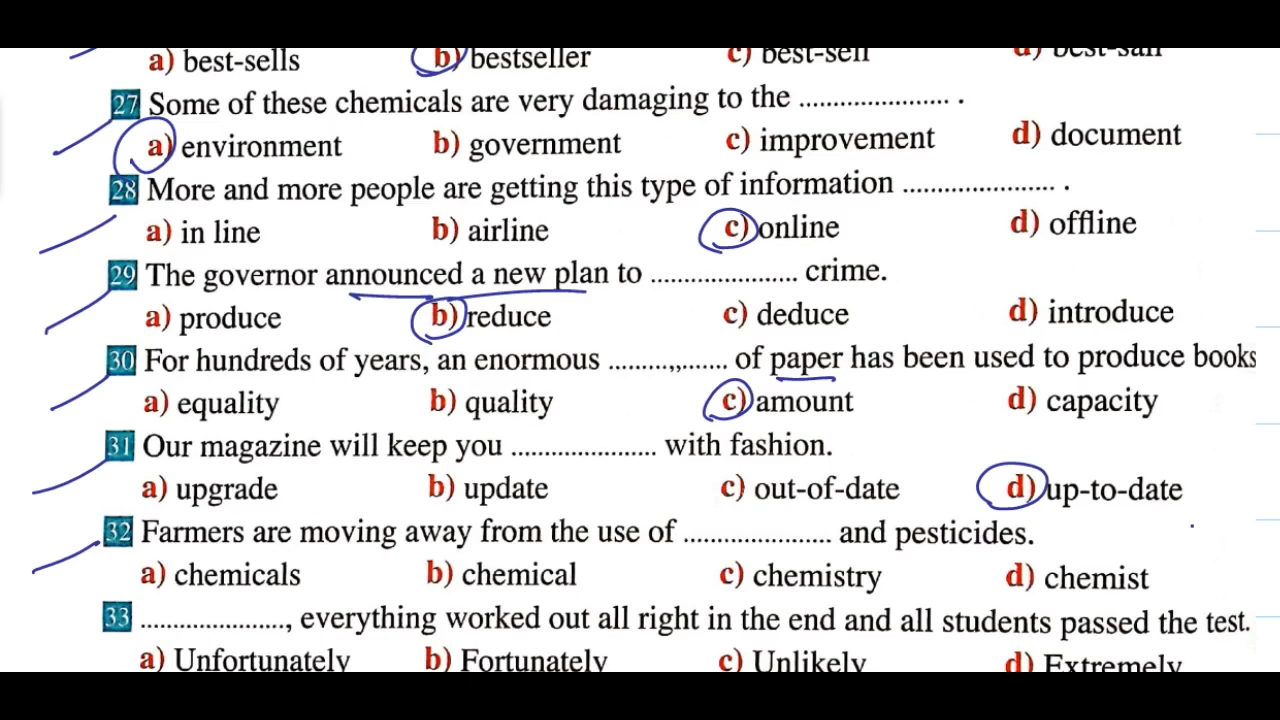 a) best-sells b) bestseller c) best-sell d) best-sall
27 Some of these chemicals are very damaging to the ...................... .
a) environment b) government c) improvement d) document
28 More and more people are getting this type of information ...................... .
a) in line b) airline c) online d) offline
29 The governor announced a new plan to ..................... crime.
a) produce b) reduce c) deduce d) introduce
30 For hundreds of years, an enormous .........,,....... of paper has been used to produce books
a) equality b) quality c) amount d) capacity
31 Our magazine will keep you ..................... with fashion.
a) upgrade b) update c) out-of-date d) up-to-date
32 Farmers are moving away from the use of ..................... and pesticides.
a) chemicals b) chemical c) chemistry d) chemist
33 ....................., everything worked out all right in the end and all students passed the test.
a) Unfortunately b) Fortunately c) Unlikely d) Extremely